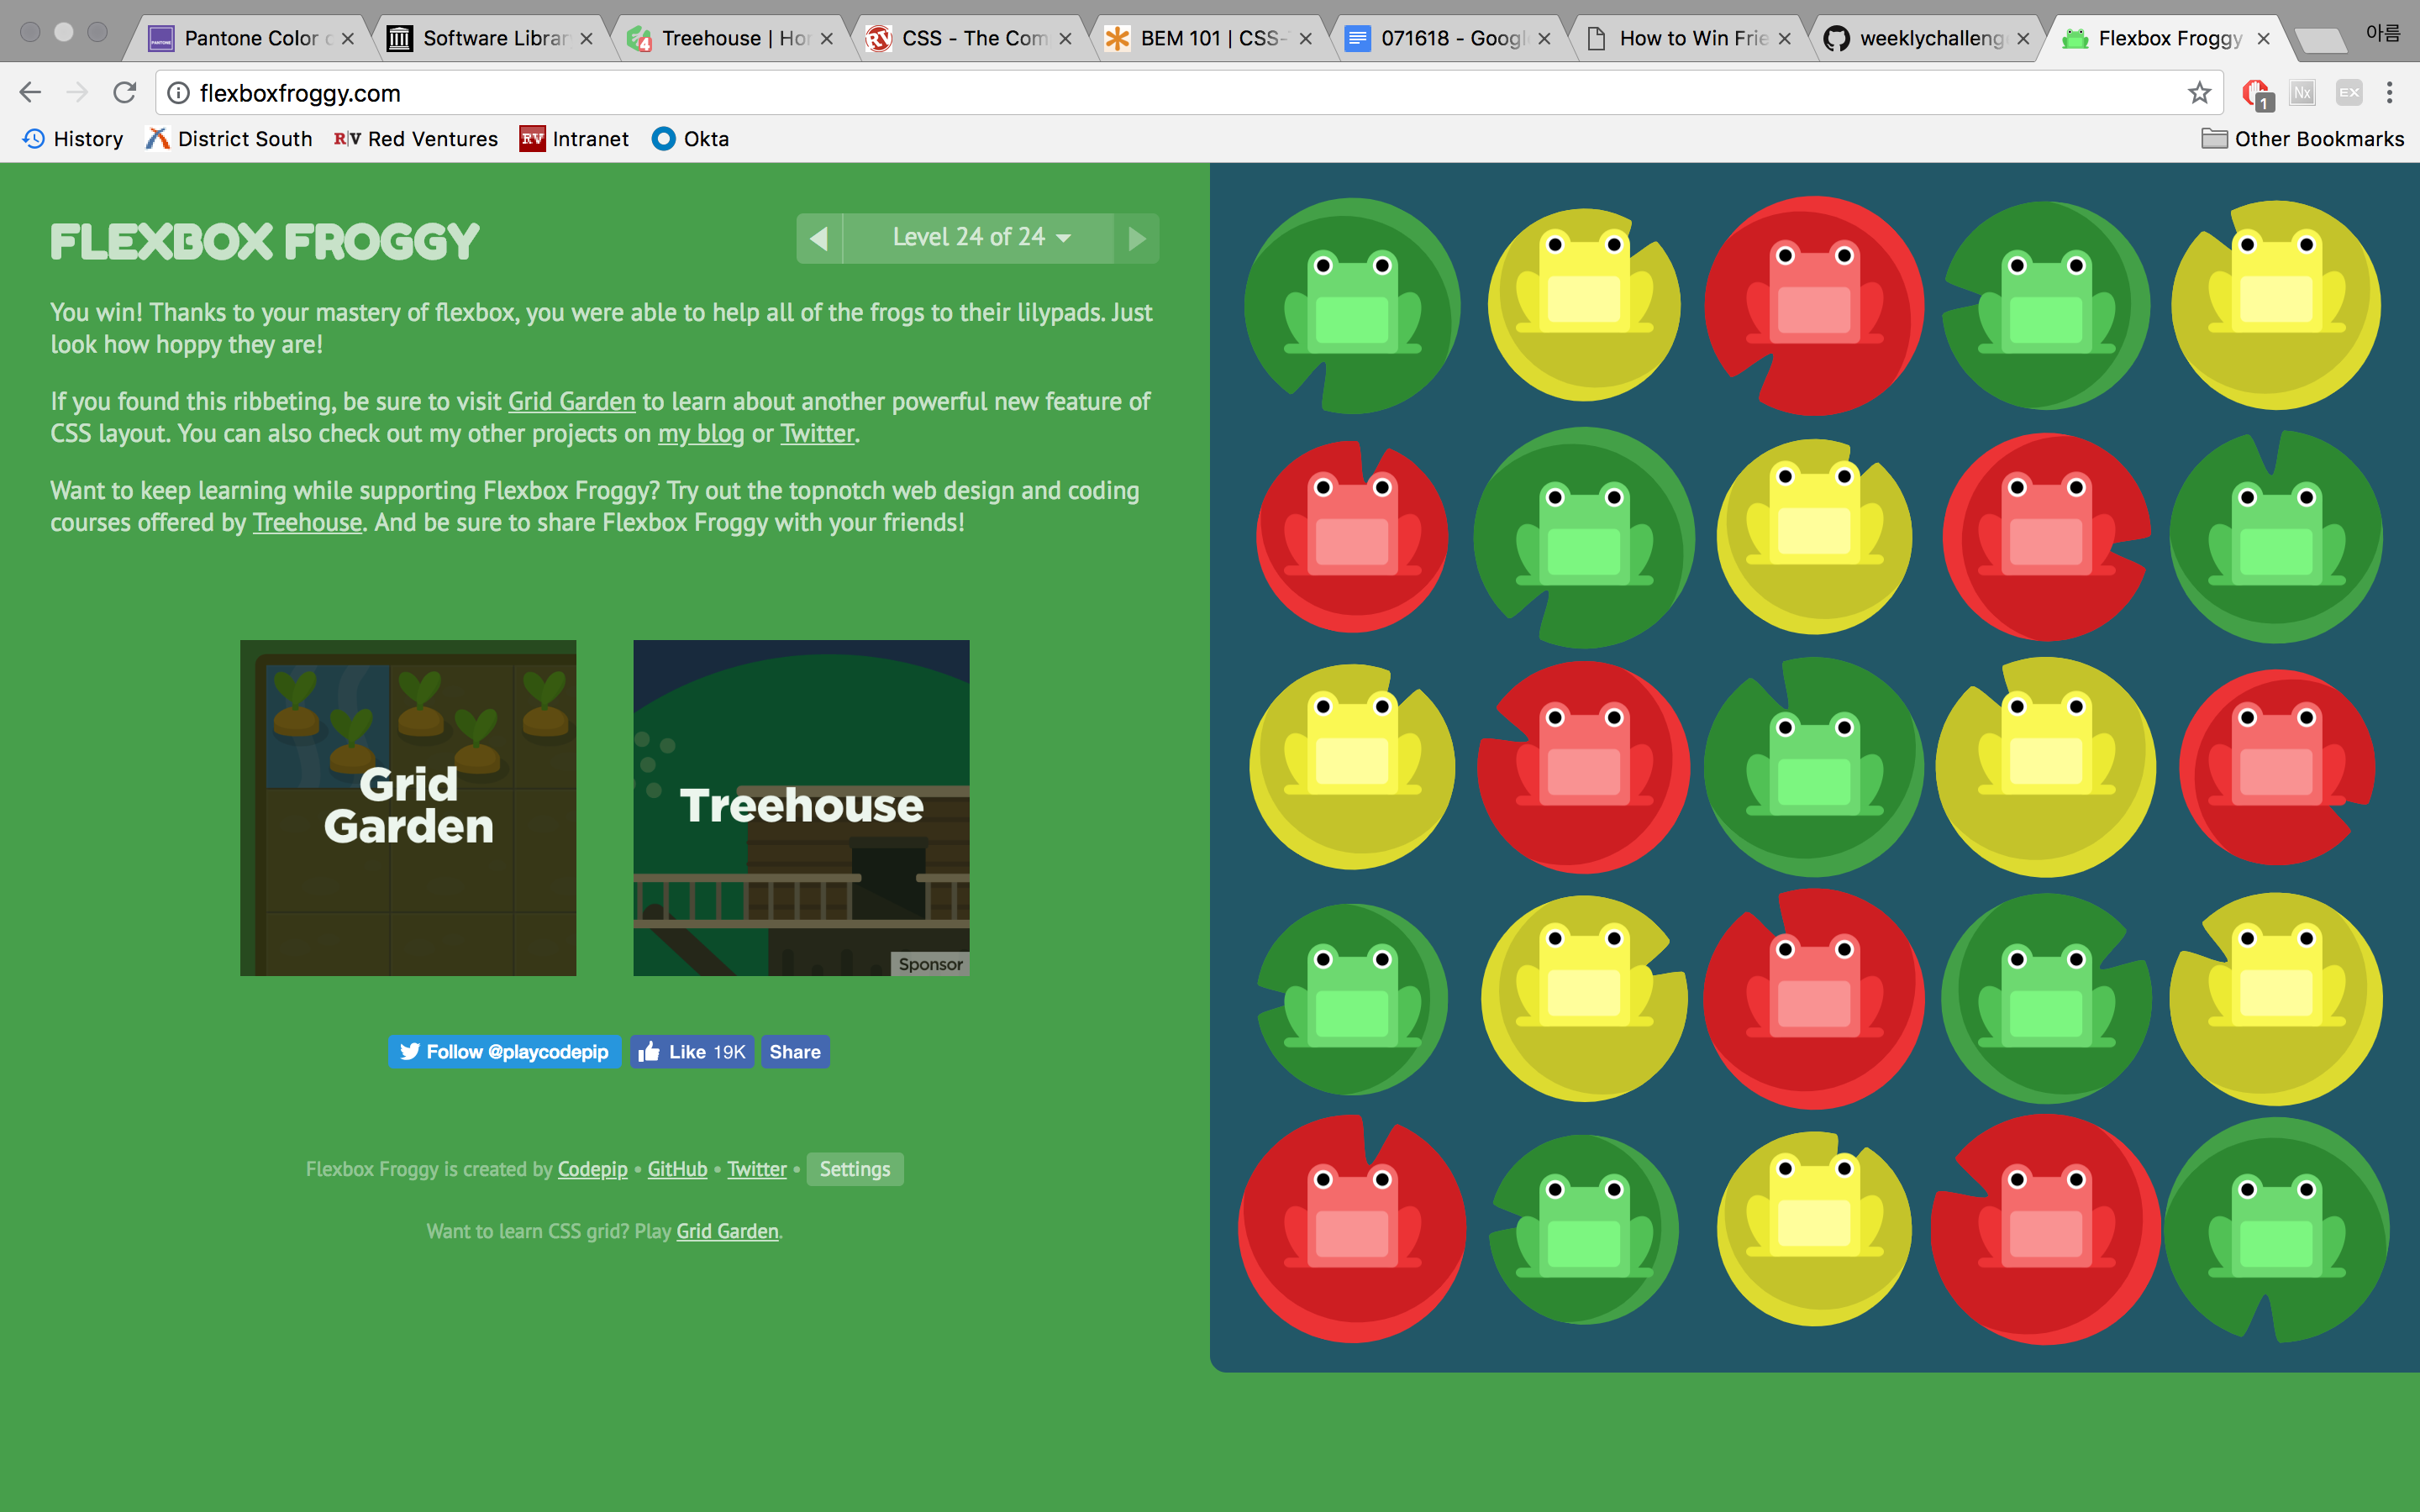 Pantone Color
Software Librar
Treehouse | Hor
CSS - The Com
BEM 101 | CSS-
071618 - Googl
How to Win Frie
weeklychalleng
Flexbox Froggy
아름
flexboxfroggy.com
1
Nx
EX
History
District South
R|V Red Ventures
RV Intranet
Okta
Other Bookmarks
FLEXBOX FROGGY
Level 24 of 24
You win! Thanks to your mastery of flexbox, you were able to help all of the frogs to their lilypads. Just
look how hoppy they are!
If you found this ribbeting, be sure to visit Grid Garden to learn about another powerful new feature of
CSS layout. You can also check out my other projects on my blog or Twitter.
Want to keep learning while supporting Flexbox Froggy? Try out the topnotch web design and coding
courses offered by Treehouse. And be sure to share Flexbox Froggy with your friends!
Grid
Garden
Treehouse
Sponsor
Follow @playcodepip
Like 19K
Share
Flexbox Froggy is created by Codepip • GitHub • Twitter • Settings
Want to learn CSS grid? Play Grid Garden.